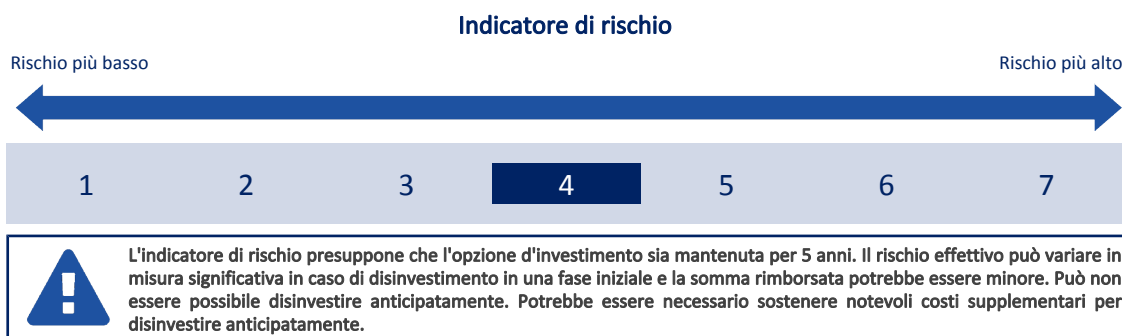 Indicatore di rischio
Rischio più basso
Rischio più alto
1 2 3 4 5 6 7
L'indicatore di rischio presuppone che l'opzione d'investimento sia mantenuta per 5 anni. Il rischio effettivo può variare in
misura significativa in caso di disinvestimento in una fase iniziale e la somma rimborsata potrebbe essere minore. Può non
essere possibile disinvestire anticipatamente. Potrebbe essere necessario sostenere notevoli costi supplementari per
disinvestire anticipatamente.